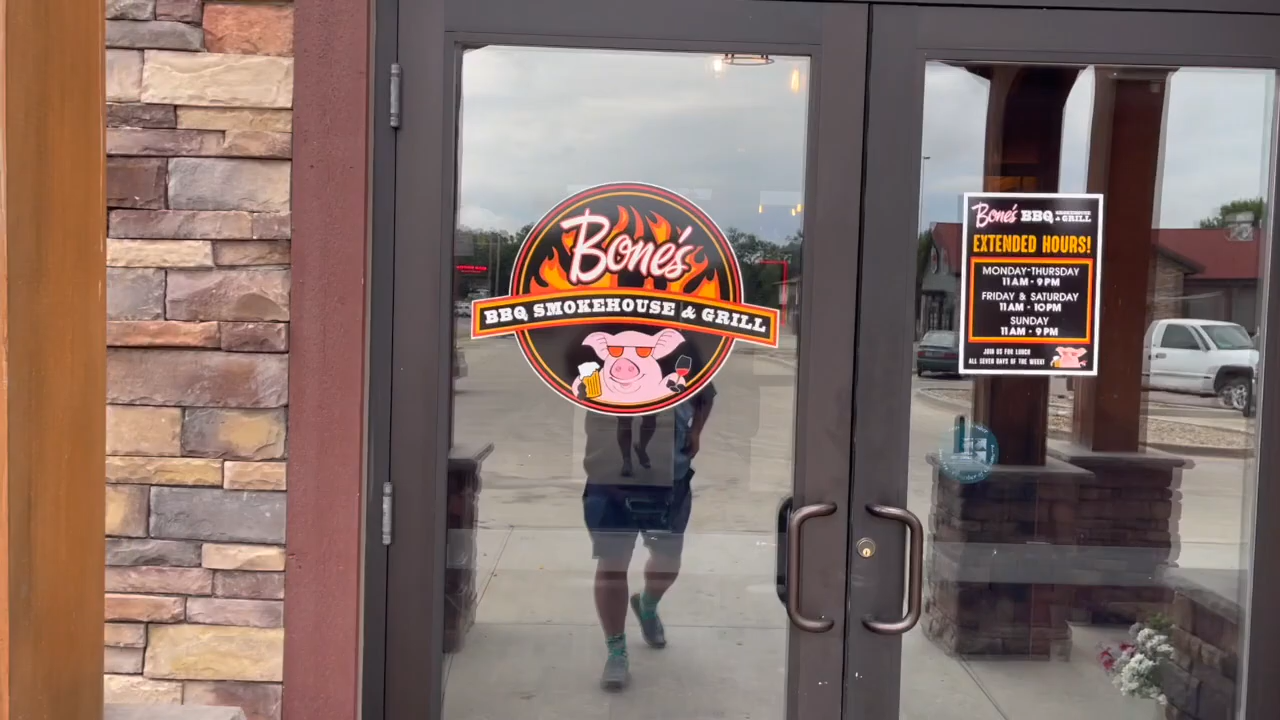 Bone's
BBQ SMOKEHOUSE & GRILL
Bone's BBQ SMOKEHOUSE & GRILL
EXTENDED HOURS!
MONDAY-THURSDAY
11AM - 9PM
FRIDAY & SATURDAY
11AM - 10PM
SUNDAY
11AM - 9PM
JOIN US FOR LUNCH
ALL SEVEN DAYS OF THE WEEK!